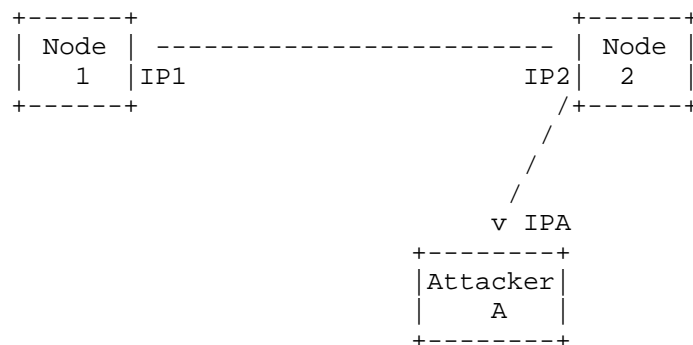 +------+                            +------+
| Node | ------------------------- | Node |
|  1   |IP1                     IP2|  2   |
+------+                           /+------+
                                  /
                                 /
                                /
                               v IPA
                          +--------+
                          |Attacker|
                          |   A    |
                          +--------+